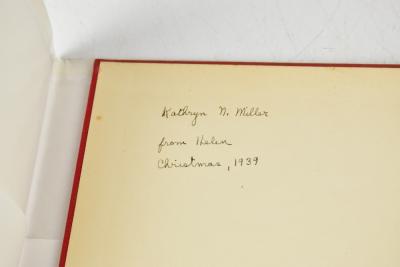 Kathryn N. Miller
from Helen
Christmas, 1939